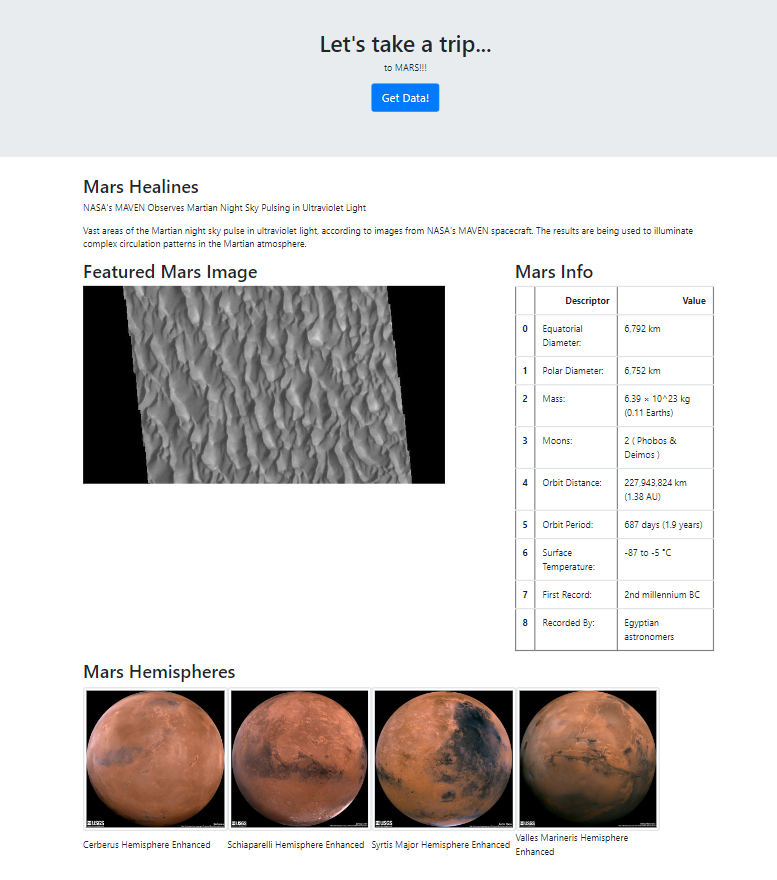 Let's take a trip...
to MARS!!!
Get Data!
Mars Healines
NASA's MAVEN Observes Martian Night Sky Pulsing in Ultraviolet Light
Vast areas of the Martian night sky pulse in ultraviolet light, according to images from NASA's MAVEN spacecraft. The results are being used to illuminate
complex circulation patterns in the Martian atmosphere.
Featured Mars Image
Mars Info
Descriptor Value
0 Equatorial Diameter: 6,792 km
1 Polar Diameter: 6,752 km
2 Mass: 6.39 × 10^23 kg (0.11 Earths)
3 Moons: 2 ( Phobos & Deimos )
4 Orbit Distance: 227,943,824 km (1.38 AU)
5 Orbit Period: 687 days (1.9 years)
6 Surface Temperature: -87 to -5 °C
7 First Record: 2nd millennium BC
8 Recorded By: Egyptian astronomers
Mars Hemispheres
USGS
USGS
USGS
USGS
Cerberus Hemisphere Enhanced
Schiaparelli Hemisphere Enhanced
Syrtis Major Hemisphere Enhanced
Valles Marineris Hemisphere
Enhanced